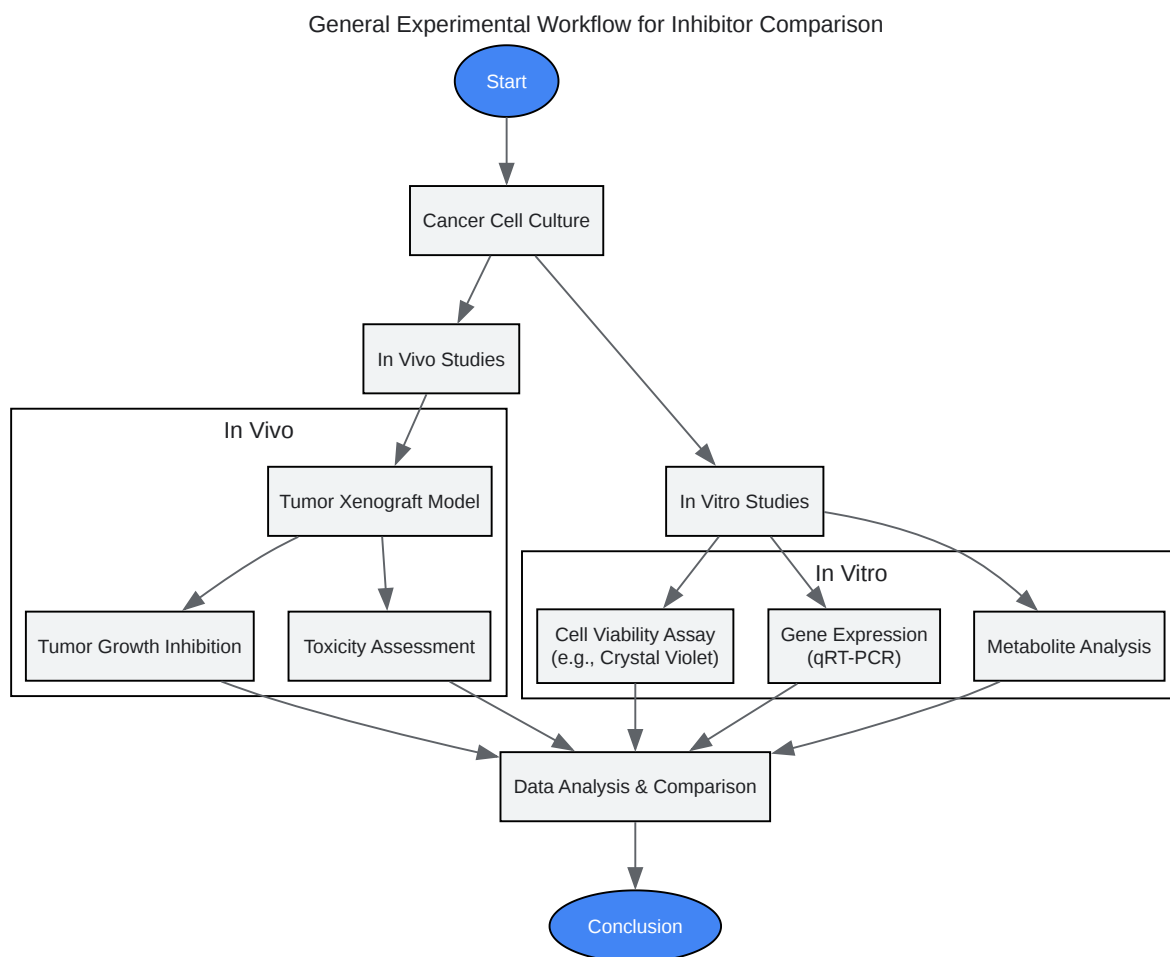 General Experimental Workflow for Inhibitor Comparison
Start
Cancer Cell Culture
In Vivo Studies
In Vivo
Tumor Xenograft Model
In Vitro Studies
In Vitro
Tumor Growth Inhibition
Toxicity Assessment
Cell Viability Assay
(e.g., Crystal Violet)
Gene Expression
(qRT-PCR)
Metabolite Analysis
Data Analysis & Comparison
Conclusion